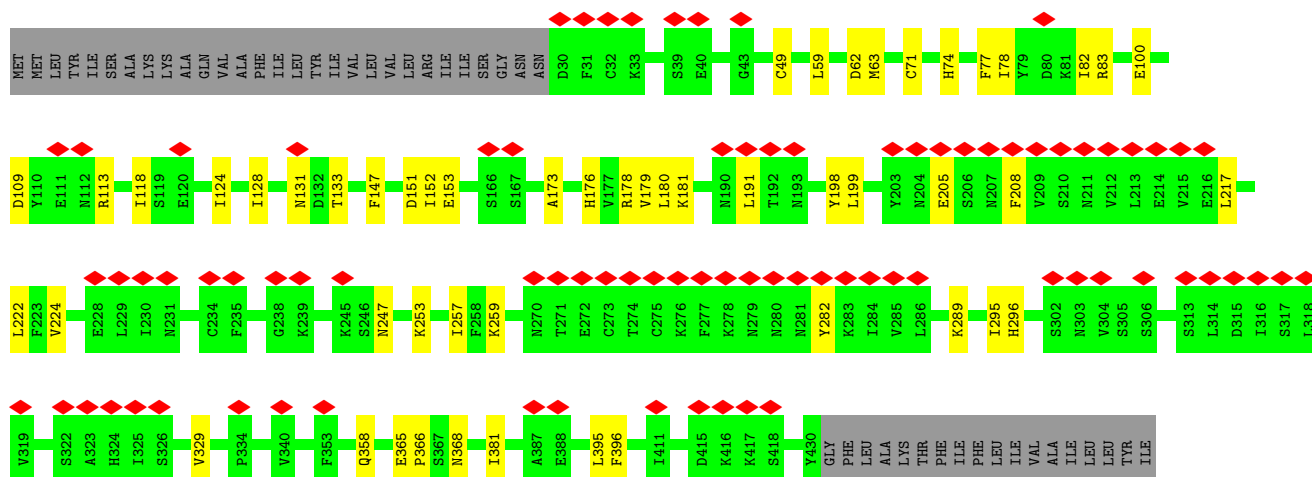 MET MET LEU TYR ILE SER ALA LYS LYS ALA GLN VAL ALA PHE ILE LEU TYR ILE VAL LEU VAL LEU ARG ILE ILE SER GLY ASN ASN D30 F31 C32 K33 S39 E40 G43 C49 L59 D62 M63 C71 H74 F77 I78 Y79 D80 K81 I82 R83 E100
D109 Y110 E111 N112 R113 I118 S119 E120 I124 I128 N131 D132 T133 F147 D151 I152 E153 S166 S167 A173 H176 V177 R178 V179 L180 K181 N190 L191 T192 N193 Y198 L199 Y203 N204 E205 S206 N207 F208 V209 S210 N211 V212 L213 E214 V215 E216 L217
L222 F223 V224 E228 L229 I230 N231 C234 F235 G238 K239 K245 S246 N247 K253 I257 F258 K259 N270 T271 E272 C273 T274 C275 K276 F277 K278 N279 N280 N281 Y282 K283 I284 V285 L286 K289 I295 H296 S302 N303 V304 S305 S306 S313 L314 D315 I316 S317 L318
V319 S322 A323 H324 I325 S326 V329 P334 V340 F353 Q358 E365 P366 S367 N368 I381 A387 E388 L395 F396 I411 D415 K416 K417 S418 Y430 GLY PHE LEU ALA LYS THR PHE ILE PHE LEU ILE VAL ALA ILE LEU LEU TYR ILE